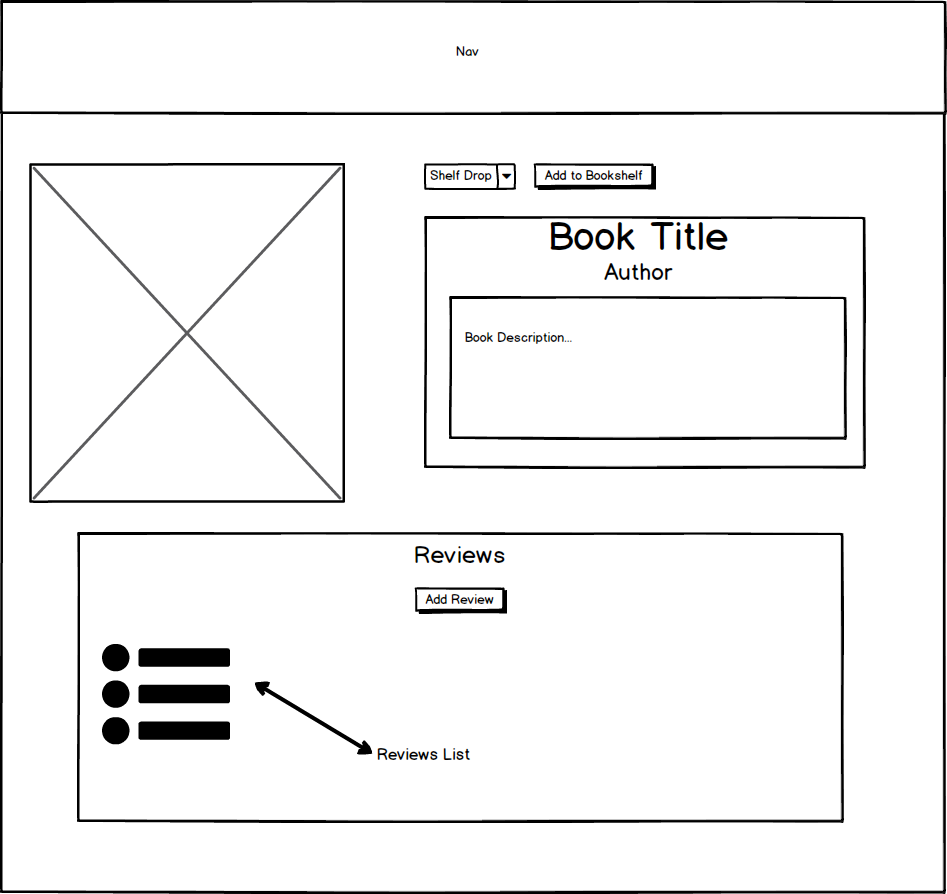 Nav
Shelf Drop
Add to Bookshelf
Book Title
Author
Book Description...
Reviews
Add Review
Reviews List